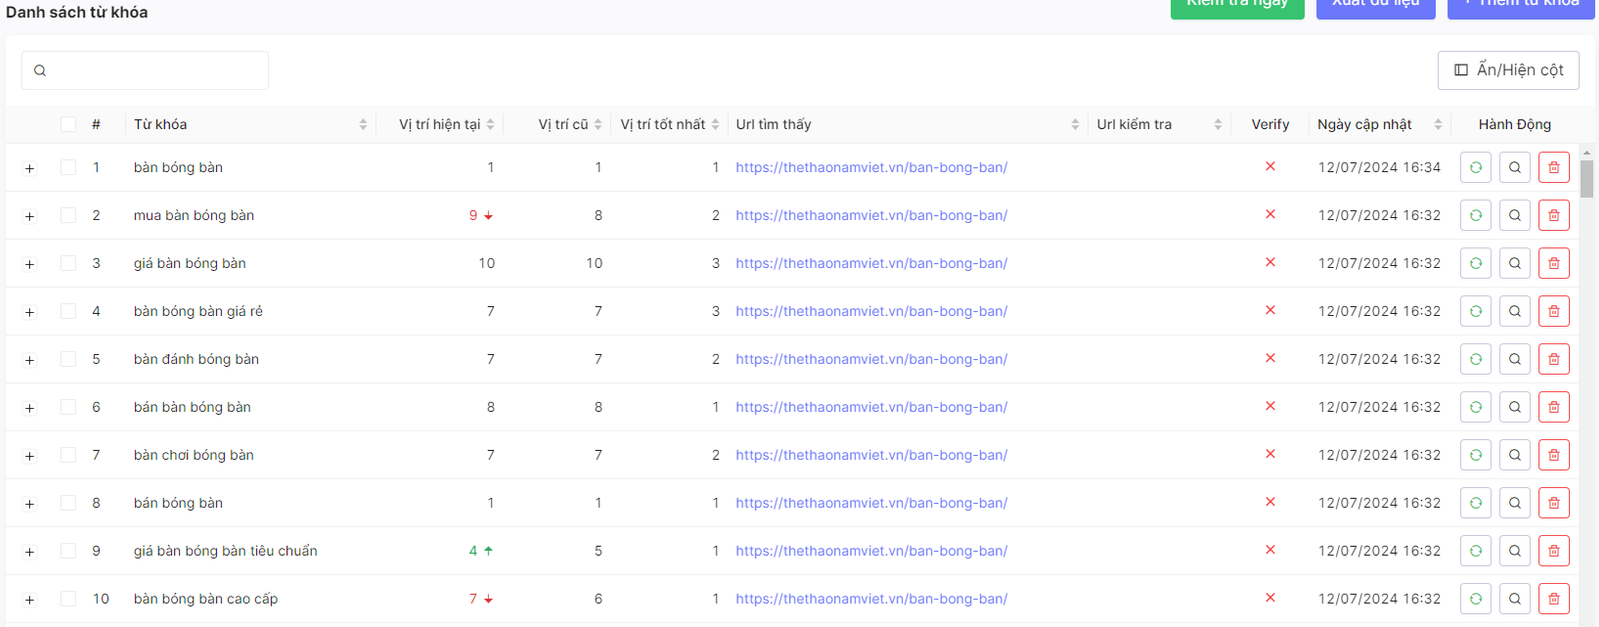 Danh sách từ khóa Kiểm tra ngay Xuất dữ liệu + Thêm từ khóa
Ẩn/Hiện cột
# Từ khóa Vị trí hiện tại Vị trí cũ Vị trí tốt nhất Url tìm thấy Url kiểm tra Verify Ngày cập nhật Hành Động
+ 1 bàn bóng bàn 1 1 1 https://thethaonamviet.vn/ban-bong-ban/ 12/07/2024 16:34
+ 2 mua bàn bóng bàn 9 8 2 https://thethaonamviet.vn/ban-bong-ban/ 12/07/2024 16:32
+ 3 giá bàn bóng bàn 10 10 3 https://thethaonamviet.vn/ban-bong-ban/ 12/07/2024 16:32
+ 4 bàn bóng bàn giá rẻ 7 7 3 https://thethaonamviet.vn/ban-bong-ban/ 12/07/2024 16:32
+ 5 bàn đánh bóng bàn 7 7 2 https://thethaonamviet.vn/ban-bong-ban/ 12/07/2024 16:32
+ 6 bán bàn bóng bàn 8 8 1 https://thethaonamviet.vn/ban-bong-ban/ 12/07/2024 16:32
+ 7 bàn chơi bóng bàn 7 7 2 https://thethaonamviet.vn/ban-bong-ban/ 12/07/2024 16:32
+ 8 bán bóng bàn 1 1 1 https://thethaonamviet.vn/ban-bong-ban/ 12/07/2024 16:32
+ 9 giá bàn bóng bàn tiêu chuẩn 4 5 1 https://thethaonamviet.vn/ban-bong-ban/ 12/07/2024 16:32
+ 10 bàn bóng bàn cao cấp 7 6 1 https://thethaonamviet.vn/ban-bong-ban/ 12/07/2024 16:32